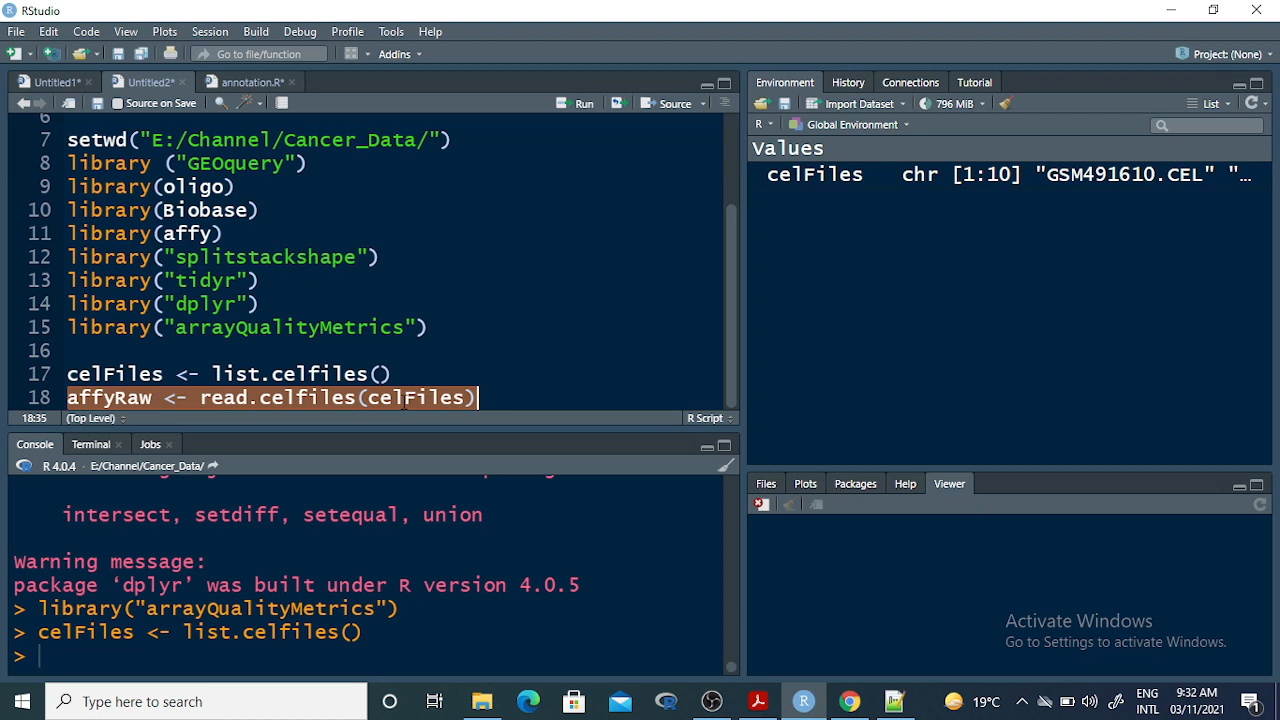 RStudio
File Edit Code View Plots Session Build Debug Profile Tools Help
Go to file/function
Addins
Project: (None)
Untitled1*
Untitled2*
annotation.R*
Source on Save
Run
Source
6
7 setwd("E:/Channel/Cancer_Data/")
8 library ("GEOquery")
9 library(oligo)
10 library(Biobase)
11 library(affy)
12 library("splitstackshape")
13 library("tidyr")
14 library("dplyr")
15 library("arrayQualityMetrics")
16
17 celFiles <- list.celfiles()
18 affyRaw <- read.celfiles(celFiles)
18:35 (Top Level) R Script
Console Terminal Jobs
R 4.0.4 · E:/Channel/Cancer_Data/
intersect, setdiff, setequal, union
Warning message:
package ‘dplyr’ was built under R version 4.0.5
> library("arrayQualityMetrics")
> celFiles <- list.celfiles()
>
Environment History Connections Tutorial
Import Dataset 796 MiB List
R Global Environment
Values
celFiles chr [1:10] "GSM491610.CEL" "…
Files Plots Packages Help Viewer
Activate Windows
Go to Settings to activate Windows.
Type here to search
19°C
ENG
INTL
9:32 AM
03/11/2021
1